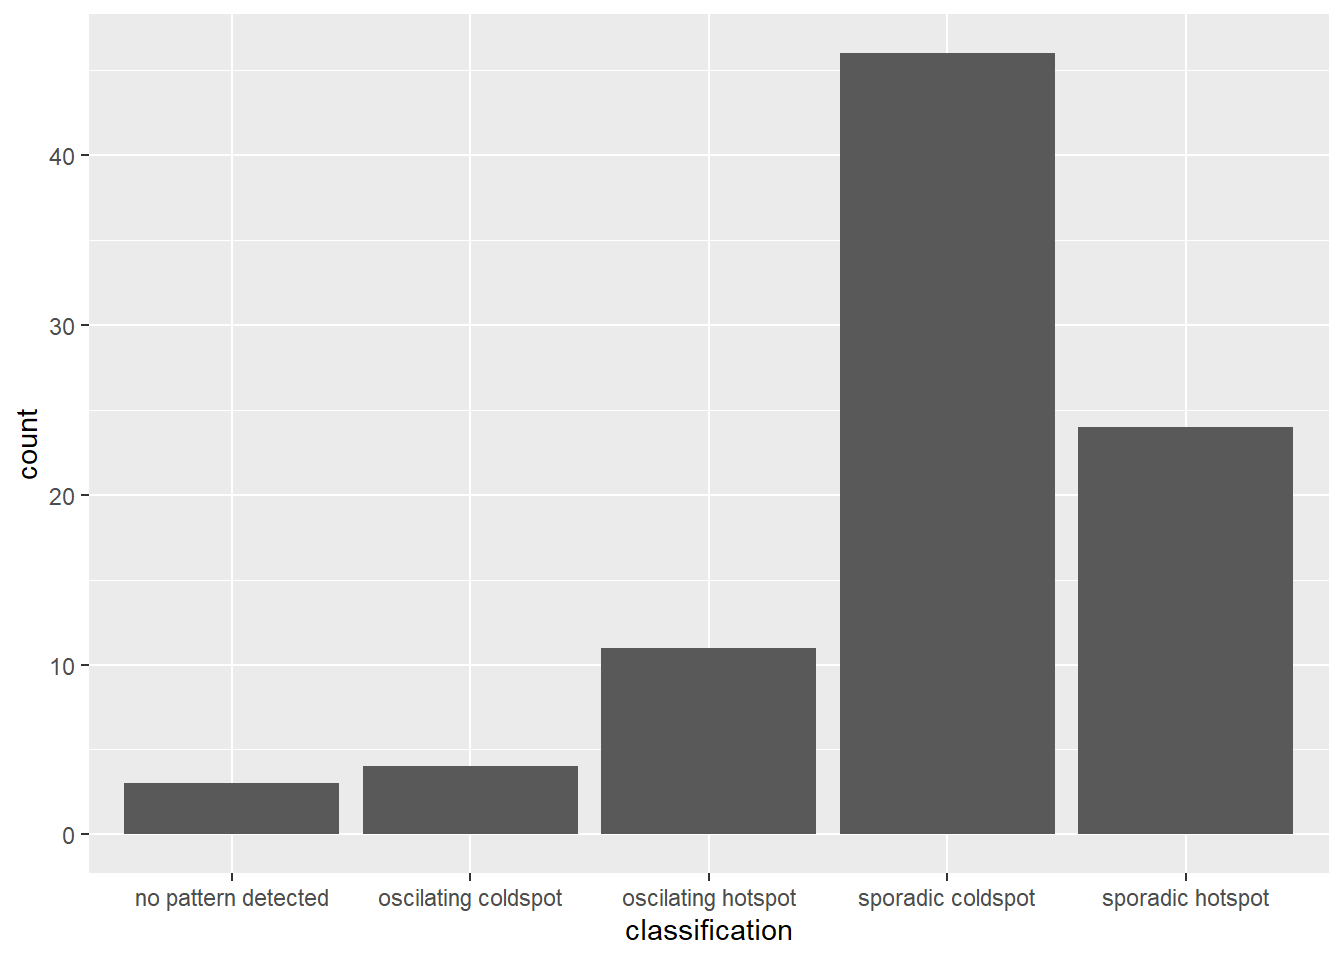 count
40
30
20
10
0
no pattern detected oscilating coldspot oscilating hotspot sporadic coldspot sporadic hotspot
classification